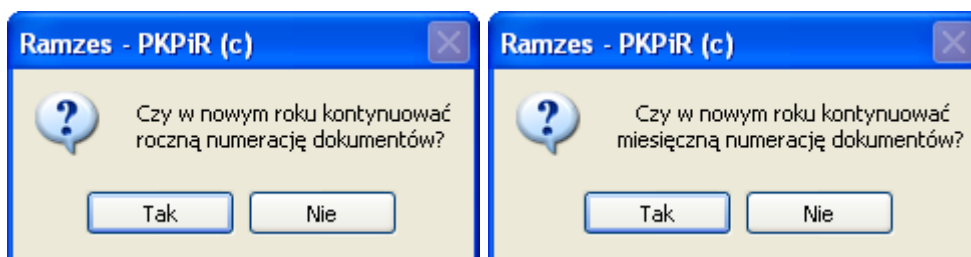 Ramzes - PKPiR (c)
Czy w nowym roku kontynuować
roczną numerację dokumentów?
Tak
Nie
Ramzes - PKPiR (c)
Czy w nowym roku kontynuować
miesięczną numerację dokumentów?
Tak
Nie